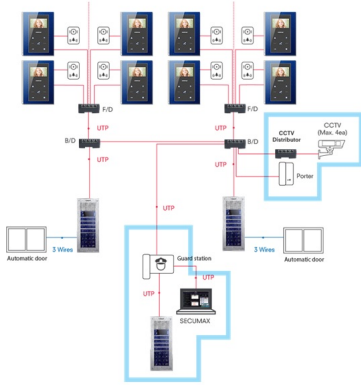 F/D
F/D
UTP
UTP
B/D
B/D
UTP
UTP
CCTV
Distributor
CCTV
(Max. 4ea)
Porter
UTP
3 Wires
Automatic door
3 Wires
Automatic door
Guard station
UTP
UTP
SECUMAX